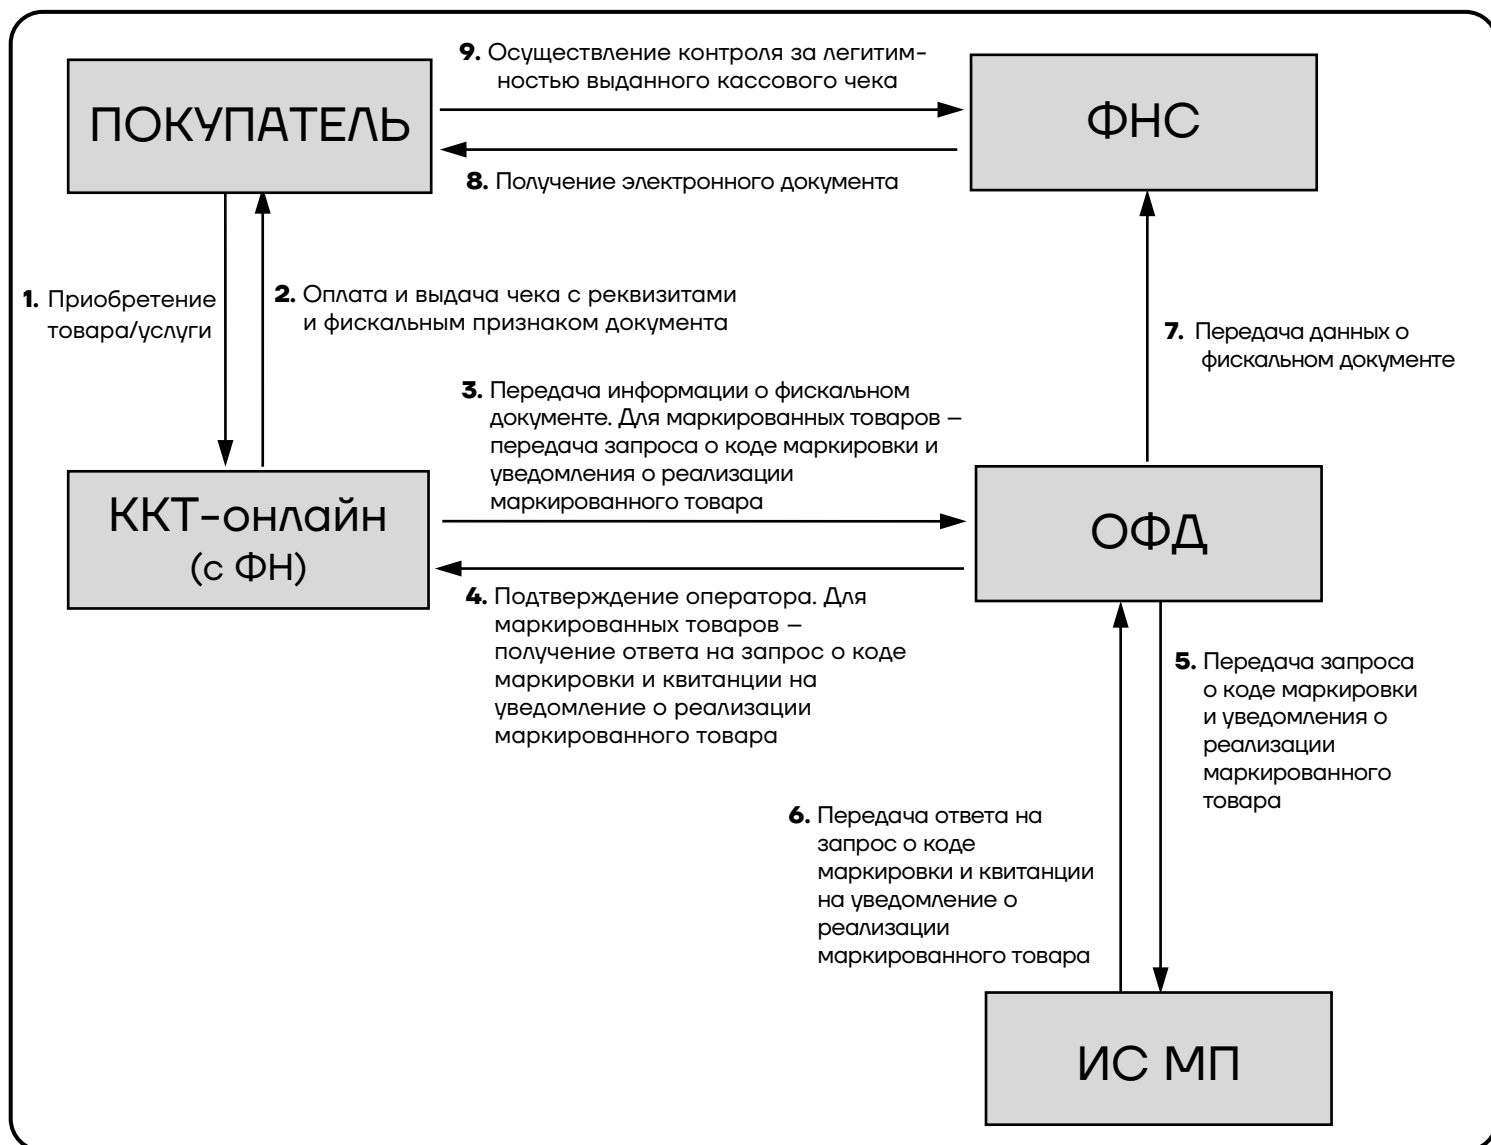 9. Осуществление контроля за легитим-
ностью выданного кассового чека
ПОКУПАТЕЛЬ
ФНС
8. Получение электронного документа
1. Приобретение
товара/услуги
2. Оплата и выдача чека с реквизитами
и фискальным признаком документа
7. Передача данных о
фискальном документе
3. Передача информации о фискальном
документе. Для маркированных товаров –
передача запроса о коде маркировки и
уведомления о реализации
маркированного товара
ККТ-онлайн
(с ФН)
ОФД
4. Подтверждение оператора. Для
маркированных товаров –
получение ответа на запрос о коде
маркировки и квитанции на
уведомление о реализации
маркированного товара
5. Передача запроса
о коде маркировки
и уведомления о
реализации
маркированного
товара
6. Передача ответа на
запрос о коде
маркировки и квитанции
на уведомление о
реализации
маркированного товара
ИС МП